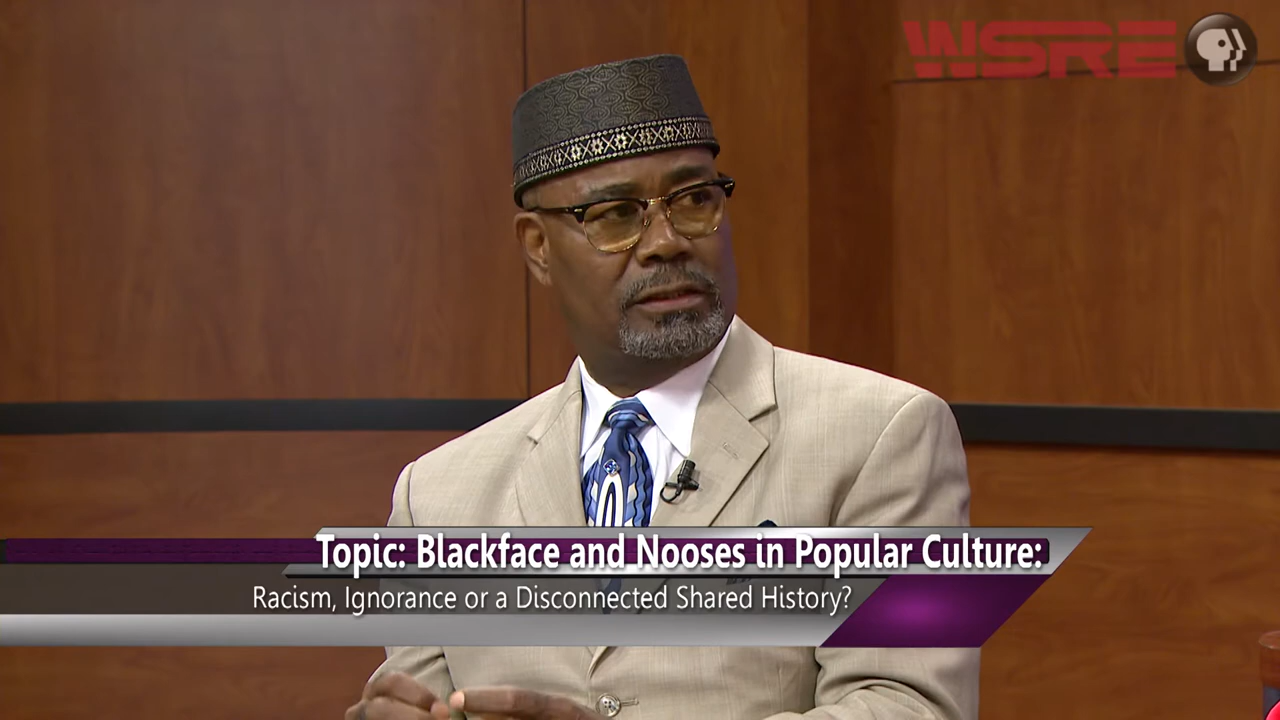 WSRE
Topic: Blackface and Nooses in Popular Culture:
Racism, Ignorance or a Disconnected Shared History?